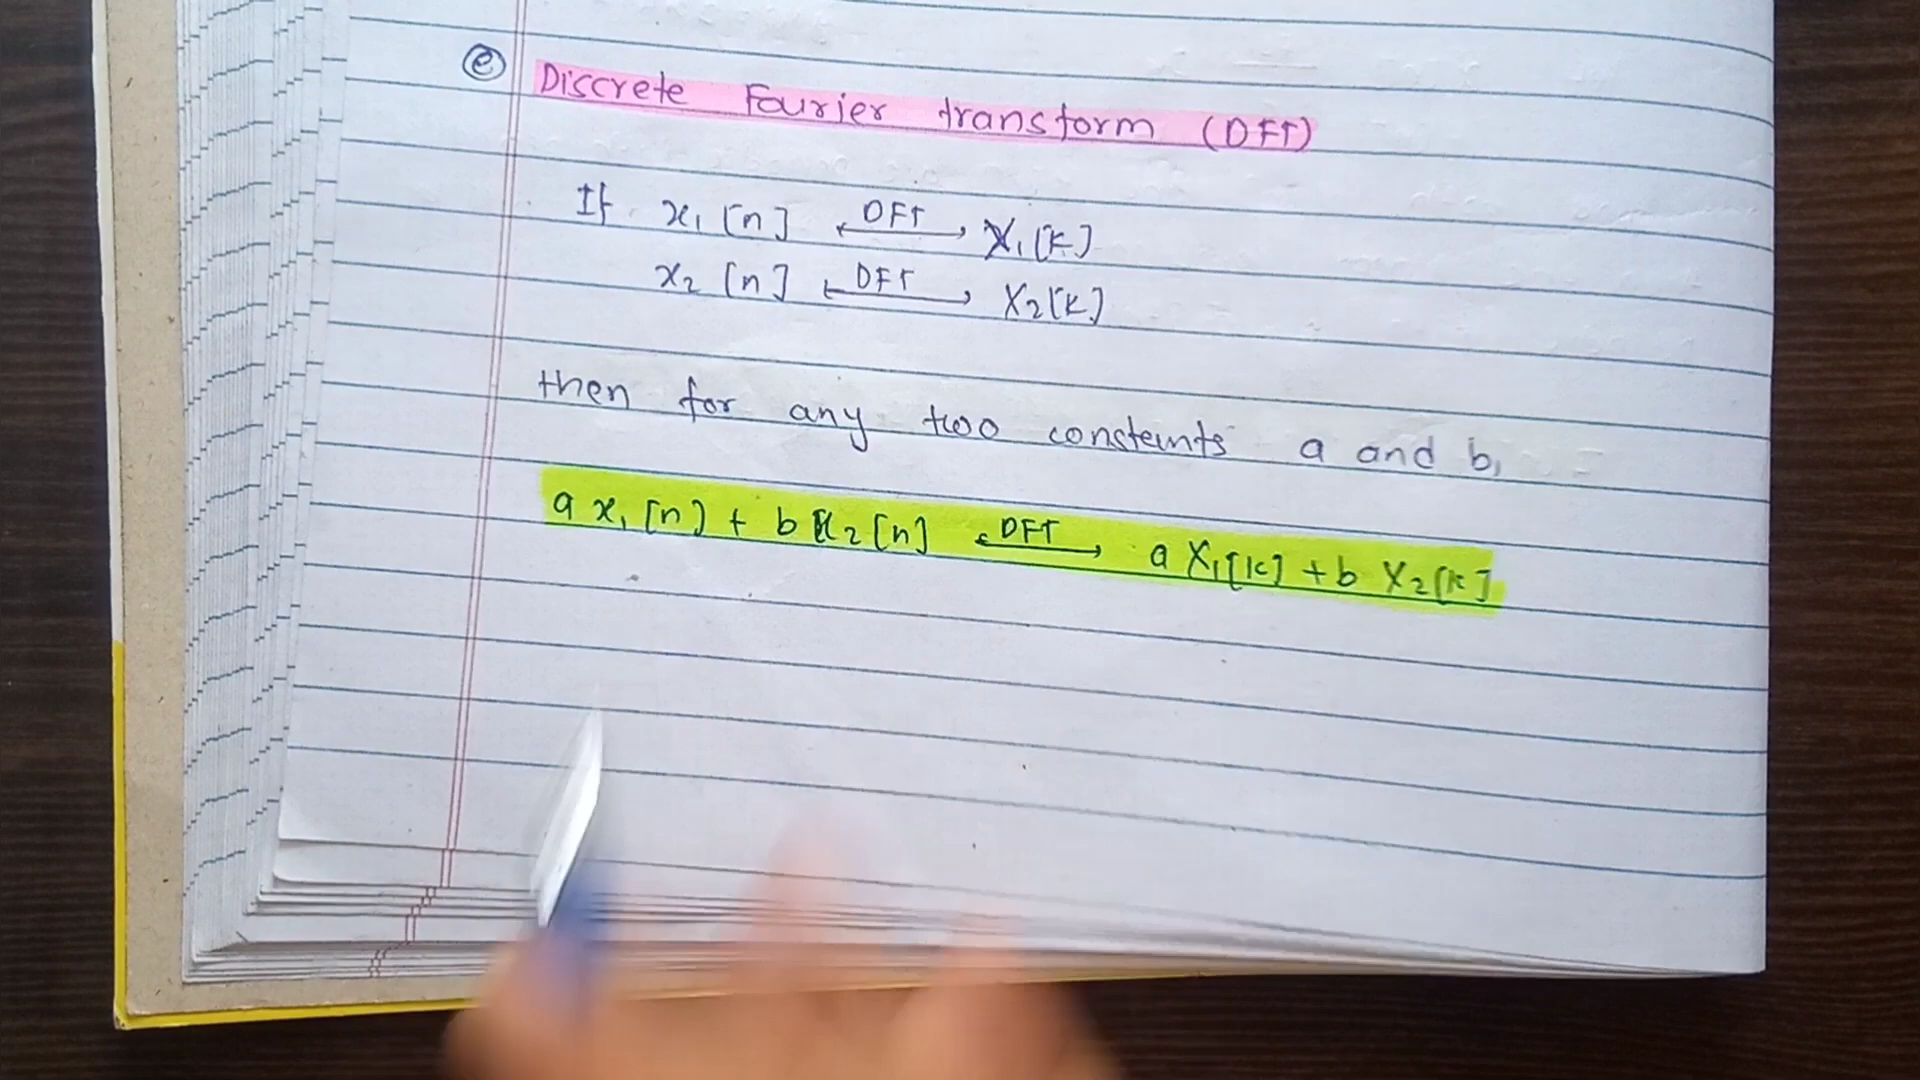 (e) Discrete Fourier transform (DFT)
If x₁[n] ⟷DFT X₁[k]
x₂[n] ⟷DFT X₂[k]
then for any two constants a and b,
a x₁[n] + b x₂[n] ⟷DFT a X₁[k] + b X₂[k]